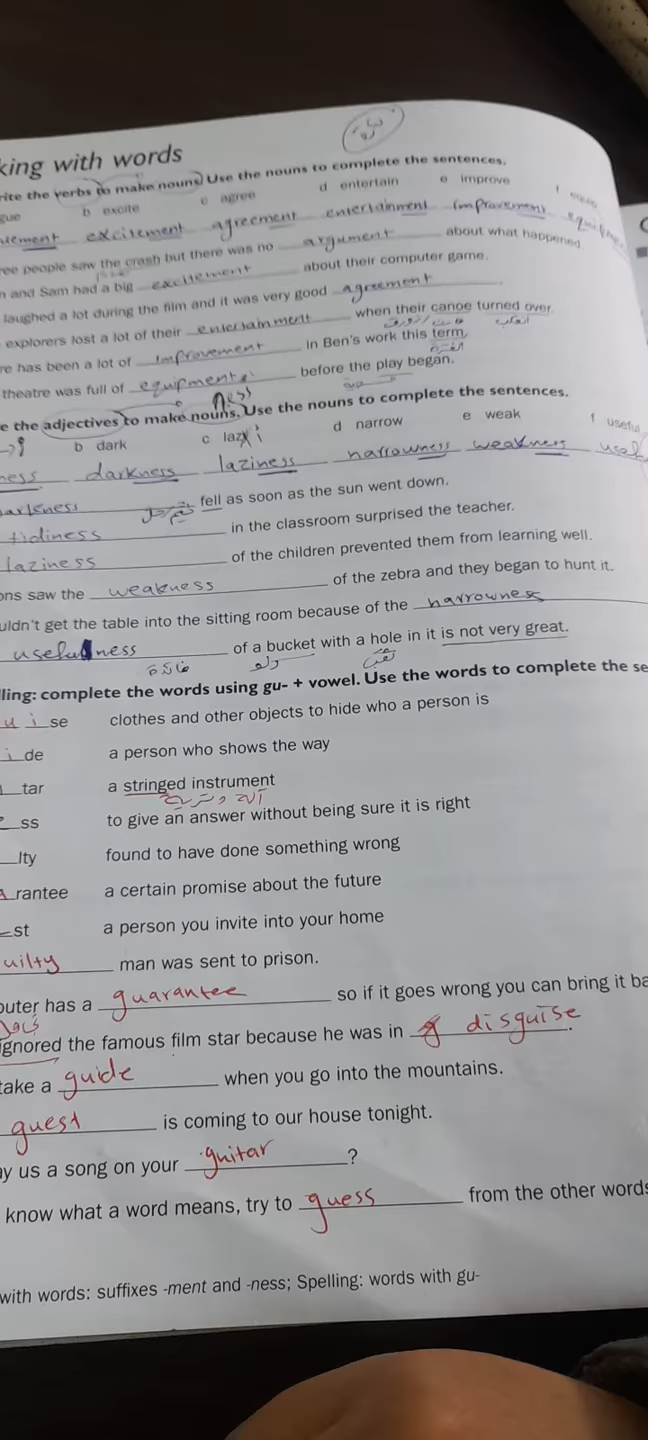 king with words
rite the verbs to make nouns. Use the nouns to complete the sentences.
gue b excite c agree d entertain e improve f equip
uement excitement agreement entertainment improvement
ree people saw the crash but there was no argument about what happened.
n and Sam had a big excitement about their computer game.
laughed a lot during the film and it was very good agreement.
explorers lost a lot of their entertainment when their canoe turned over.
re has been a lot of improvement in Ben's work this term.
theatre was full of equipments before the play began.
ness
e the adjectives to make nouns. Use the nouns to complete the sentences.
b dark c lazy i d narrow e weak f useful
ness darkness laziness narrowness weakness usef
arkness fell as soon as the sun went down.
tidiness in the classroom surprised the teacher.
laziness of the children prevented them from learning well.
ons saw the weakness of the zebra and they began to hunt it.
uldn't get the table into the sitting room because of the narrowness
usefulness of a bucket with a hole in it is not very great.
دلو
lling: complete the words using gu- + vowel. Use the words to complete the se
u i se clothes and other objects to hide who a person is
i de a person who shows the way
tar a stringed instrument
آلة وترية
ss to give an answer without being sure it is right
lty found to have done something wrong
rantee a certain promise about the future
st a person you invite into your home
uilty man was sent to prison.
outer has a guarantee so if it goes wrong you can bring it ba
ignored the famous film star because he was in disguise.
take a guide when you go into the mountains.
guest is coming to our house tonight.
ay us a song on your guitar ?
know what a word means, try to guess from the other words
with words: suffixes -ment and -ness; Spelling: words with gu-